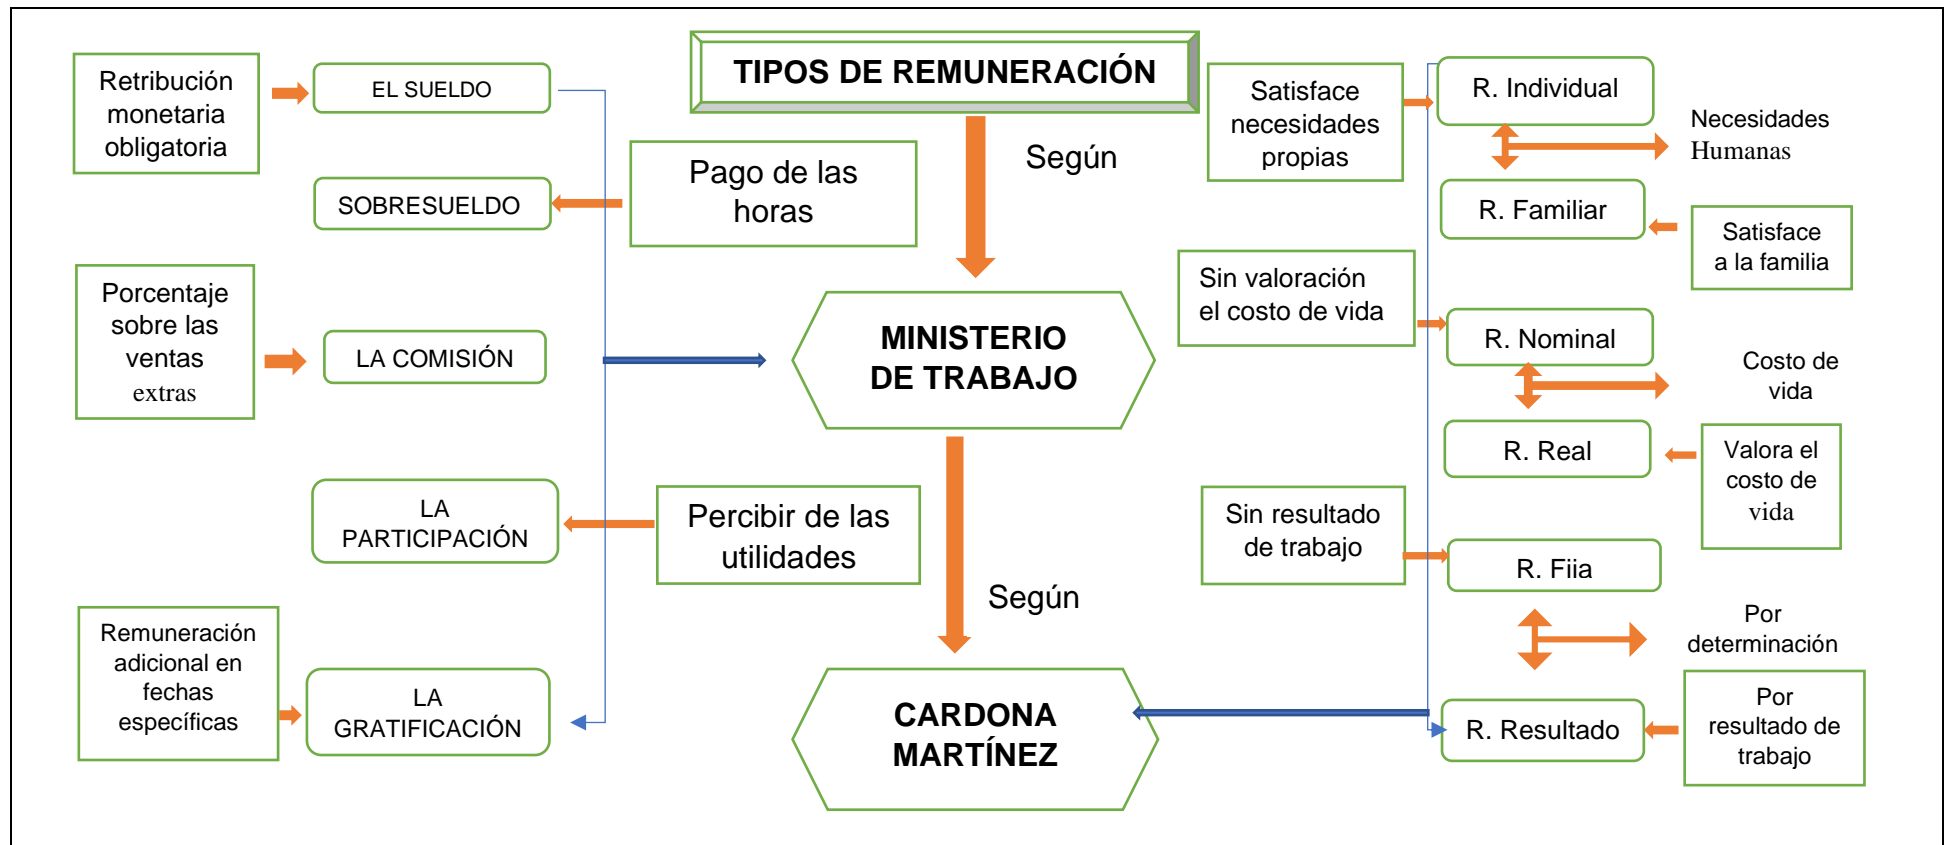 TIPOS DE REMUNERACIÓN
Retribución
monetaria
obligatoria
EL SUELDO
SOBRESUELDO
Pago de las
horas
Porcentaje
sobre las
ventas
extras
LA COMISIÓN
LA
PARTICIPACIÓN
Percibir de las
utilidades
Remuneración
adicional en
fechas
específicas
LA
GRATIFICACIÓN
Según
MINISTERIO
DE TRABAJO
Según
CARDONA
MARTÍNEZ
Satisface
necesidades
propias
R. Individual
Necesidades
Humanas
R. Familiar
Satisface
a la familia
Sin valoración
el costo de vida
R. Nominal
Costo de
vida
R. Real
Valora el
costo de
vida
Sin resultado
de trabajo
R. Fiia
Por
determinación
R. Resultado
Por
resultado de
trabajo